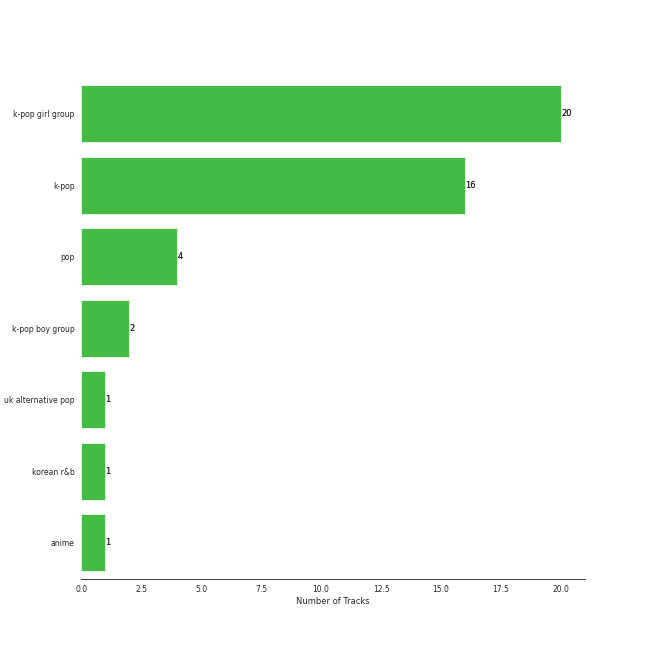 k-pop girl group 20
k-pop 16
pop 4
k-pop boy group 2
uk alternative pop 1
korean r&b 1
anime 1
0.0 2.5 5.0 7.5 10.0 12.5 15.0 17.5 20.0
Number of Tracks